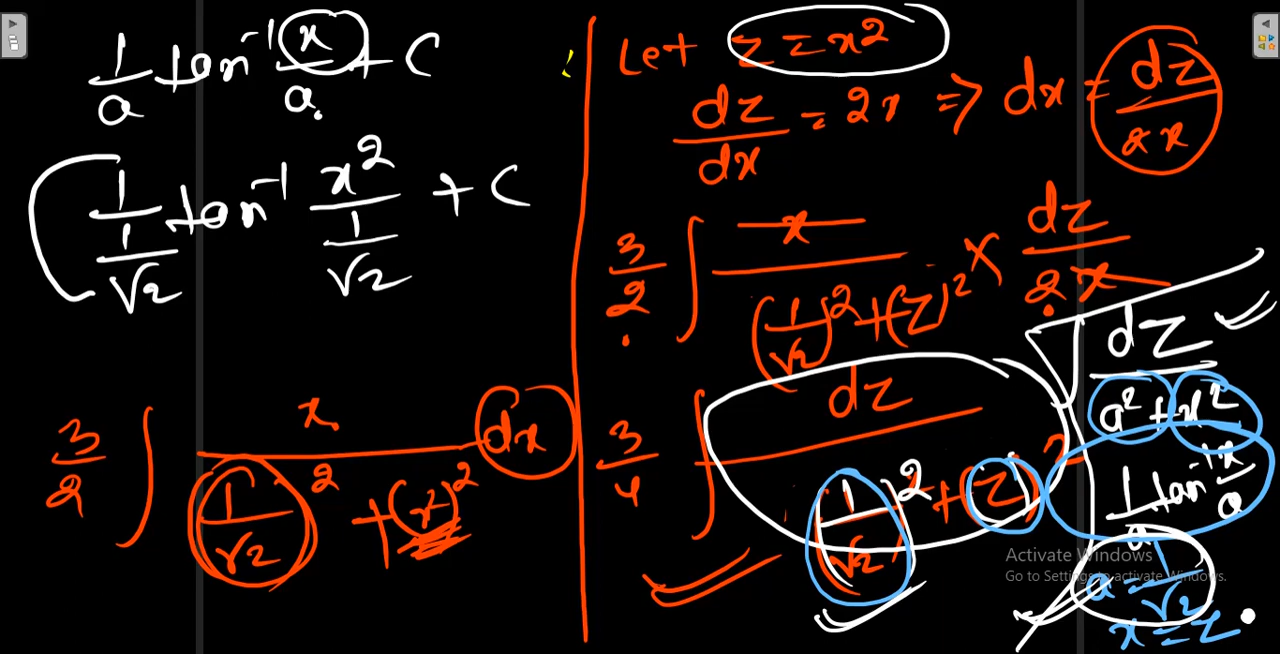 1/a tan⁻¹ x/a + C
1/(1/√2) tan⁻¹ x²/(1/√2) + C
3/2 ∫ x/((1/√2)² + (x)²) dx
Let z = x²
dz/dx = 2x ⇒ dx = dz/2x
3/2 ∫ x/((1/√2)² + (z)²) × dz/2x
3/4 ∫ dz/((1/√2)² + (z)²)
∫ dz/(a² + x²)
1/a tan⁻¹ x/a
a = 1/√2
x = z
Activate Windows
Go to Settings to activate Windows.